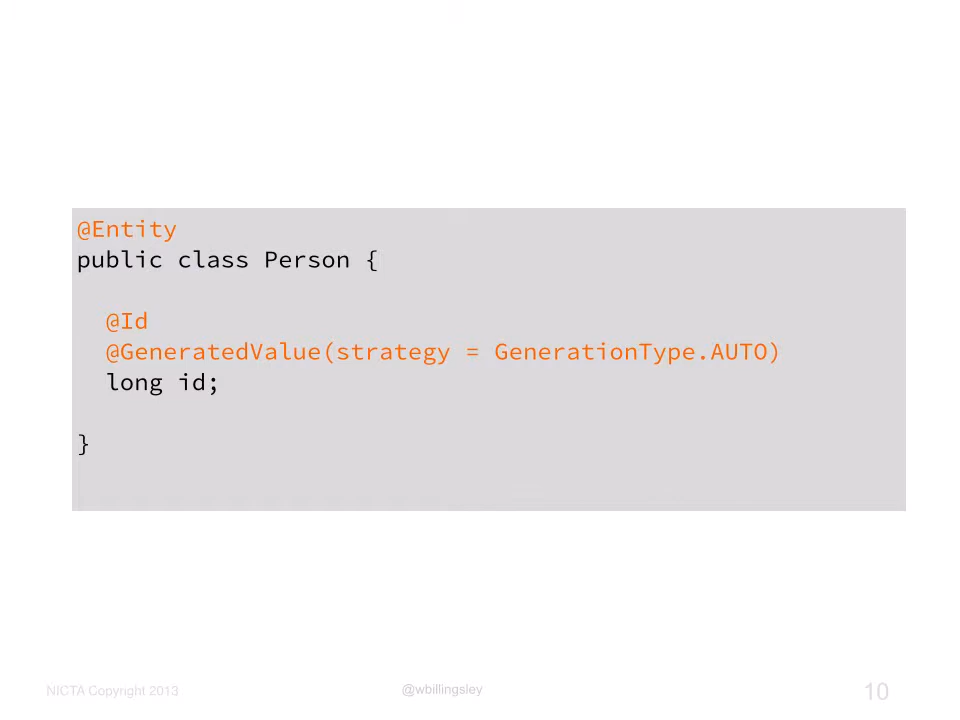 @Entity
public class Person {
@Id
@GeneratedValue(strategy = GenerationType.AUTO)
long id;
}
NICTA Copyright 2013
@wbillingsley
10